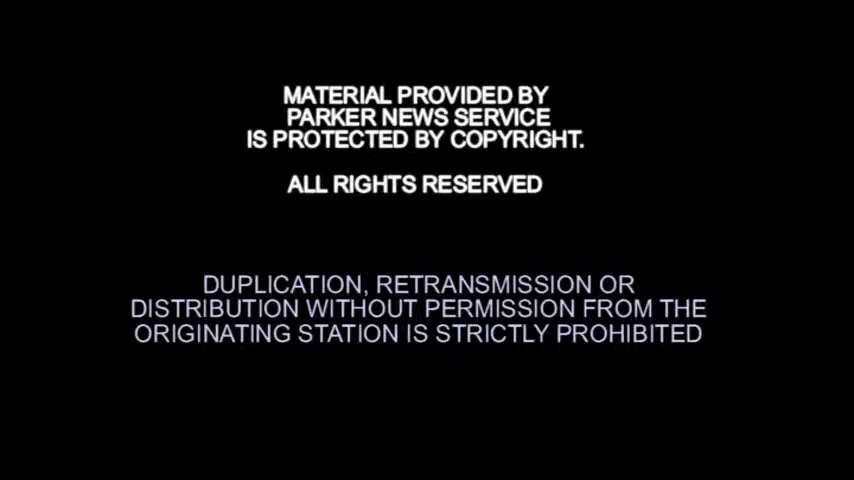 MATERIAL PROVIDED BY
PARKER NEWS SERVICE
IS PROTECTED BY COPYRIGHT.
ALL RIGHTS RESERVED
DUPLICATION, RETRANSMISSION OR
DISTRIBUTION WITHOUT PERMISSION FROM THE
ORIGINATING STATION IS STRICTLY PROHIBITED